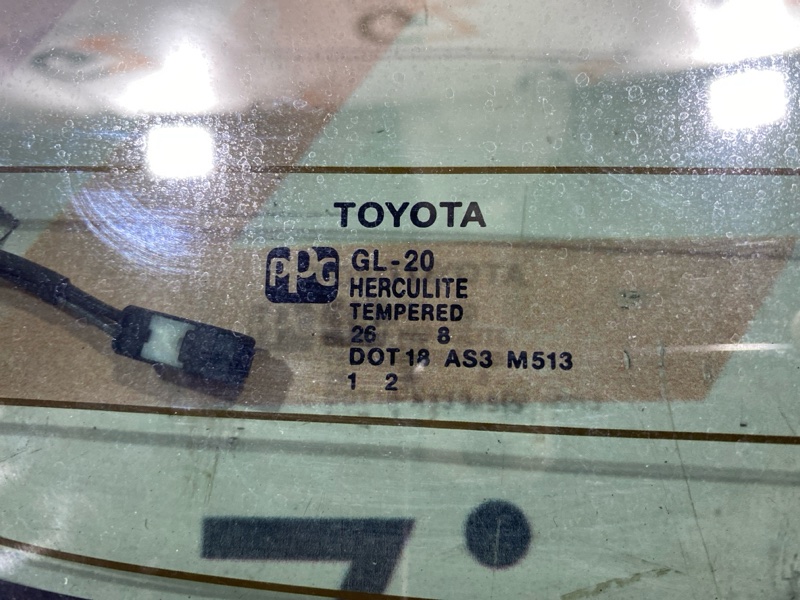 TOYOTA
PPG GL-20
HERCULITE
TEMPERED
26 8
DOT 18 AS3 M513
1 2